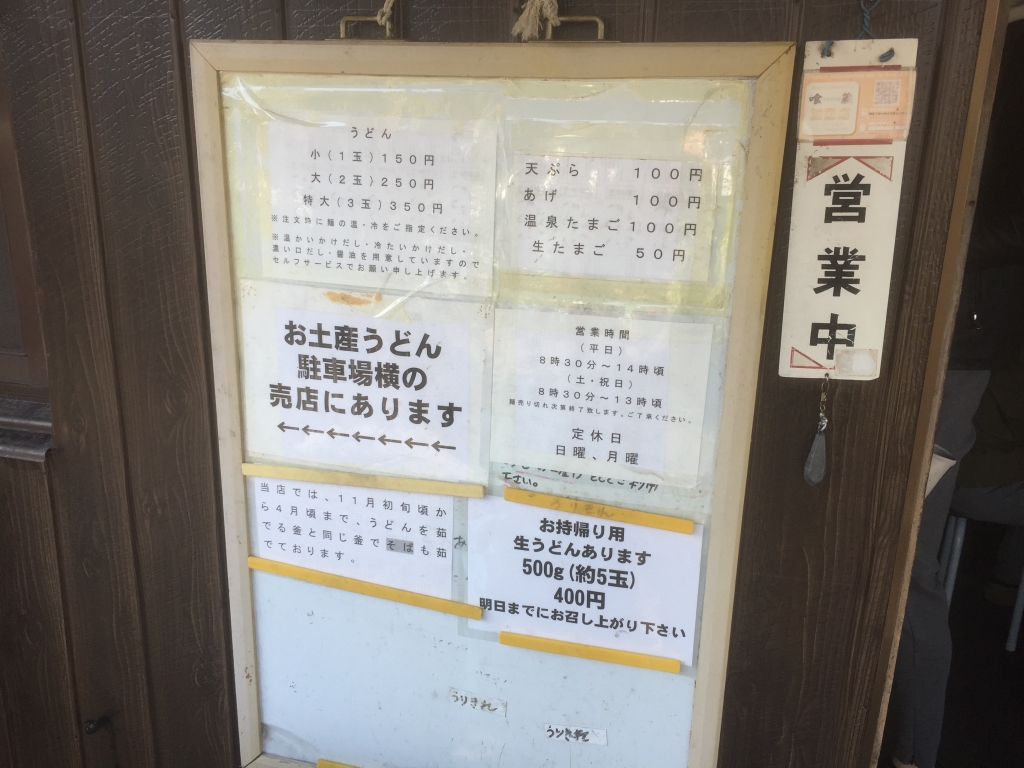 うどん
小(1玉)150円
大(2玉)250円
特大(3玉)350円
※注文時に麺の温・冷をご指定ください。
※温かいかけだし・冷たいかけだし・
濃い口だし・醤油を用意していますので
セルフサービスでお願い申し上げます。
天ぷら 100円
あげ 100円
温泉たまご100円
生たまご 50円
お土産うどん
駐車場横の
売店にあります
←←←←←←←
営業時間
(平日)
8時30分〜14時頃
(土・祝日)
8時30分〜13時頃
麺売り切れ次第終了致します。ご了承ください。
定休日
日曜、月曜
下さい。
当店では、11月初旬頃か
ら4月頃まで、うどんを茹
でる釜と同じ釜でそばも茹
でております。
あ
うりきれ
お持帰り用
生うどんあります
500g(約5玉)
400円
明日までにお召し上がり下さい
うりきれ
うりきれ
営業中